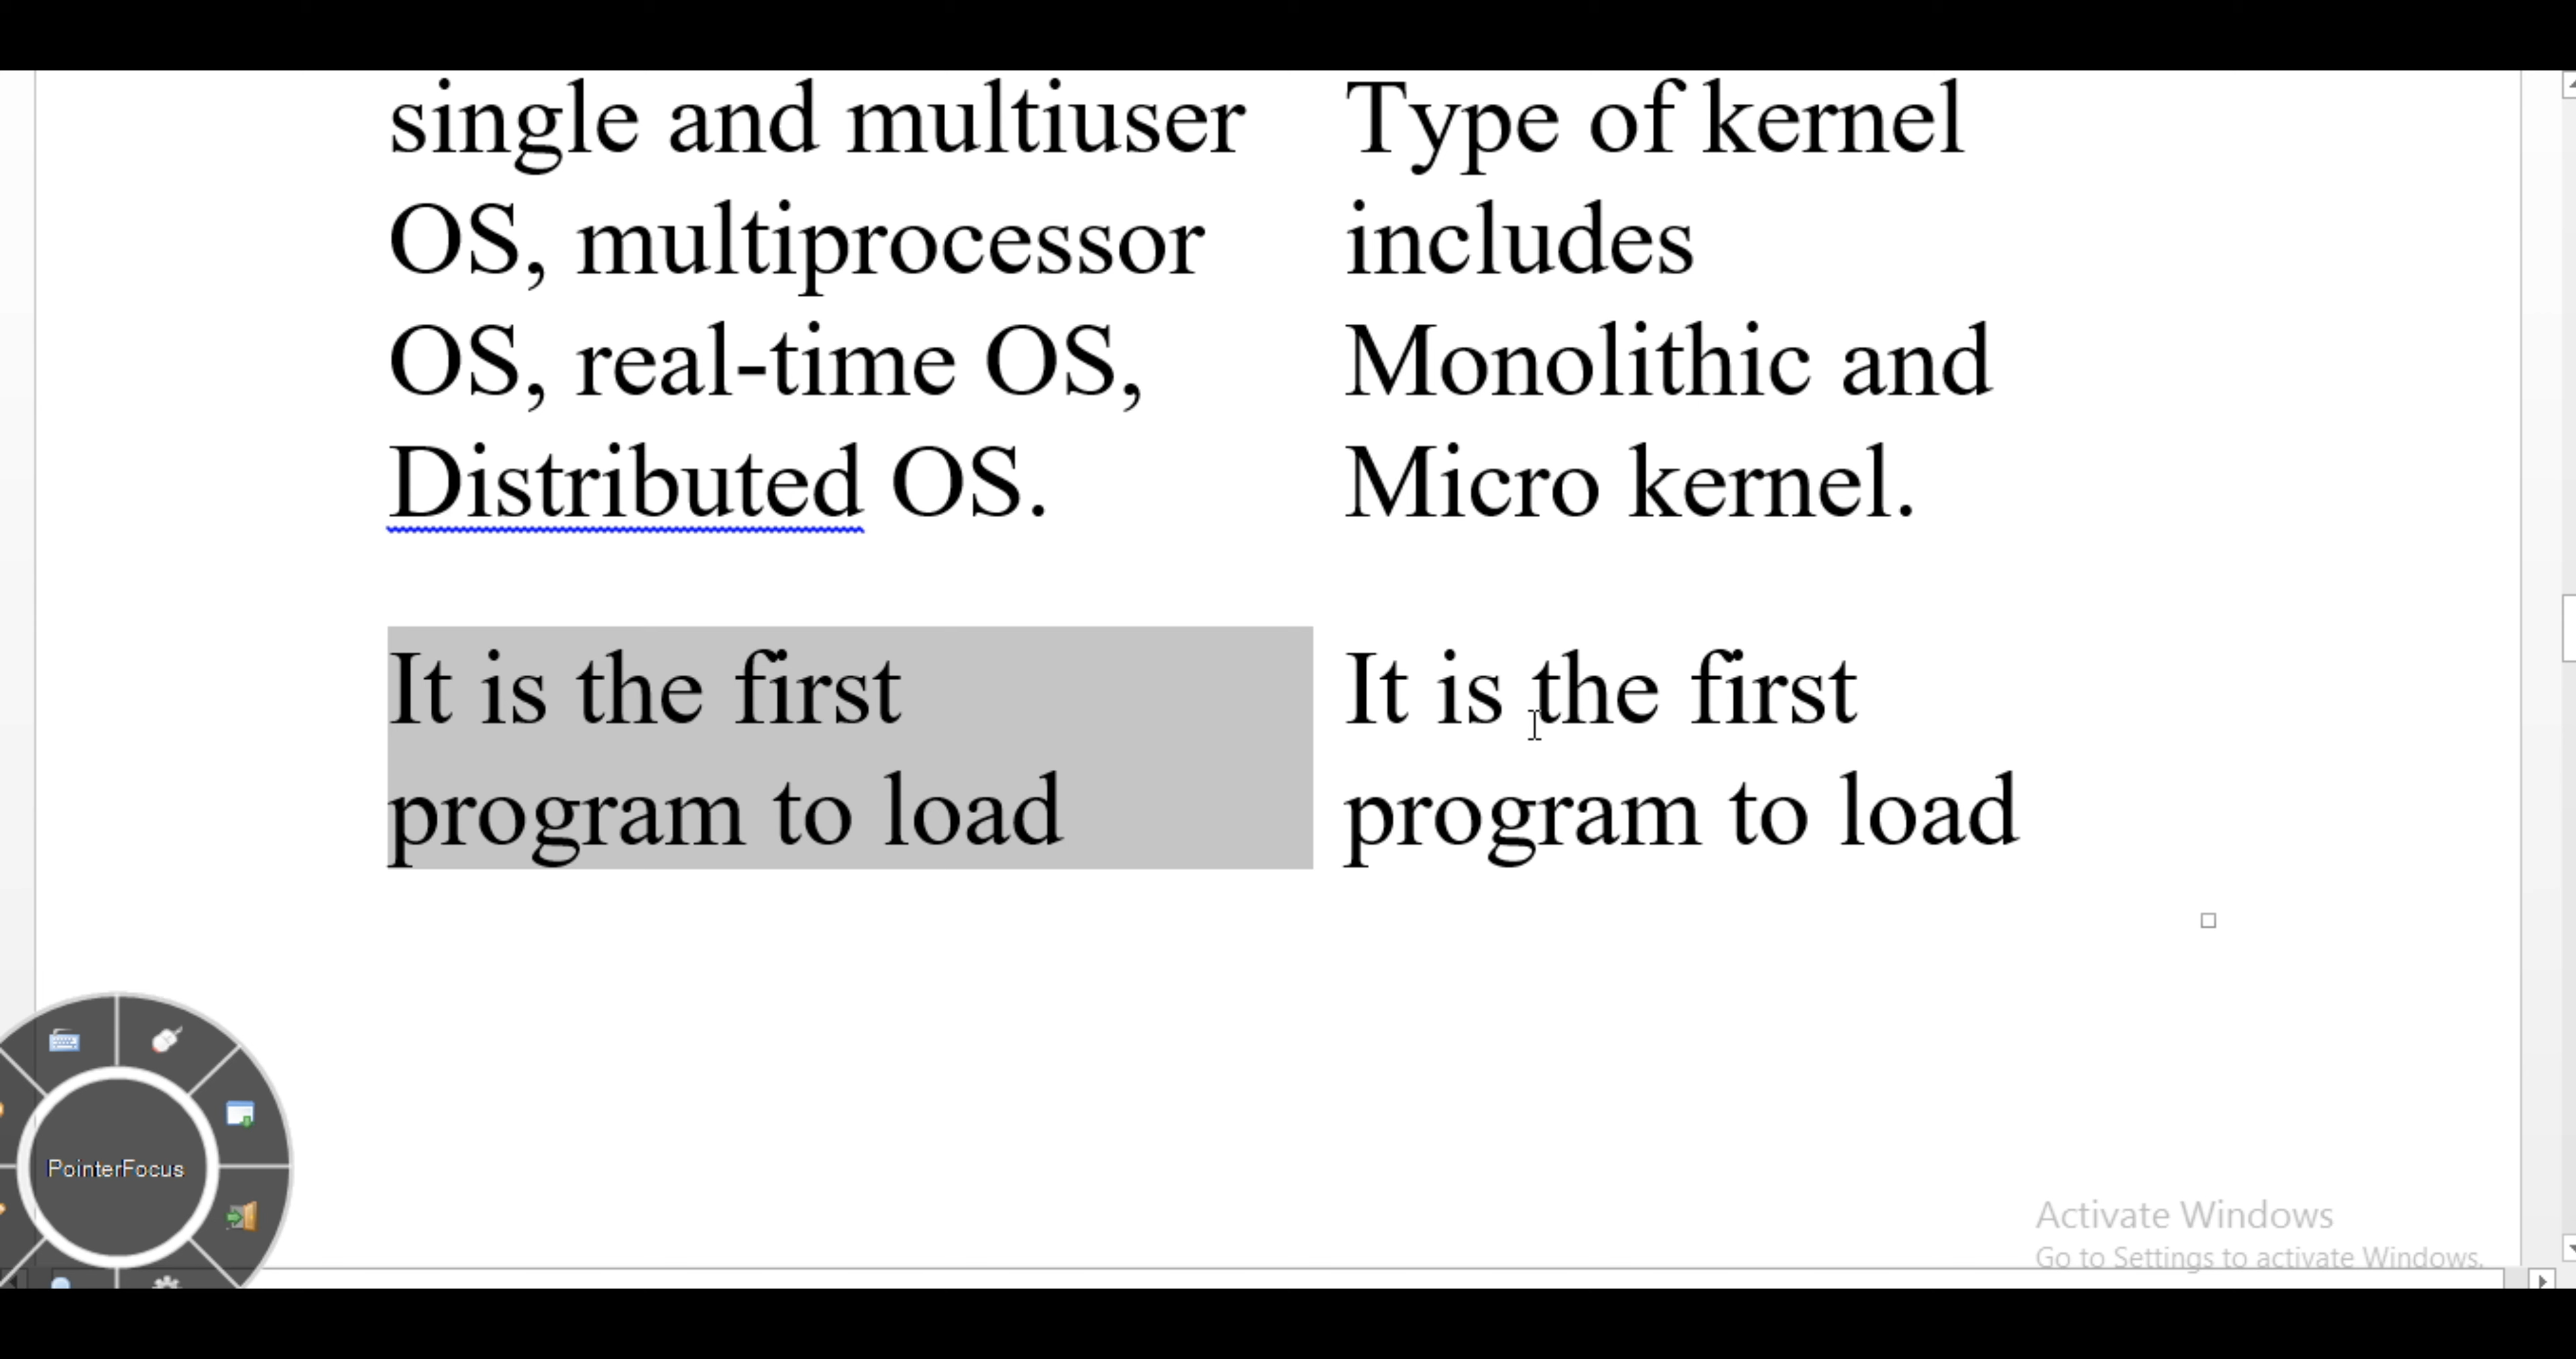 single and multiuser
OS, multiprocessor
OS, real-time OS,
Distributed OS.
Type of kernel
includes
Monolithic and
Micro kernel.
It is the first
program to load
It is the first
program to load
PointerFocus
Activate Windows
Go to Settings to activate Windows.